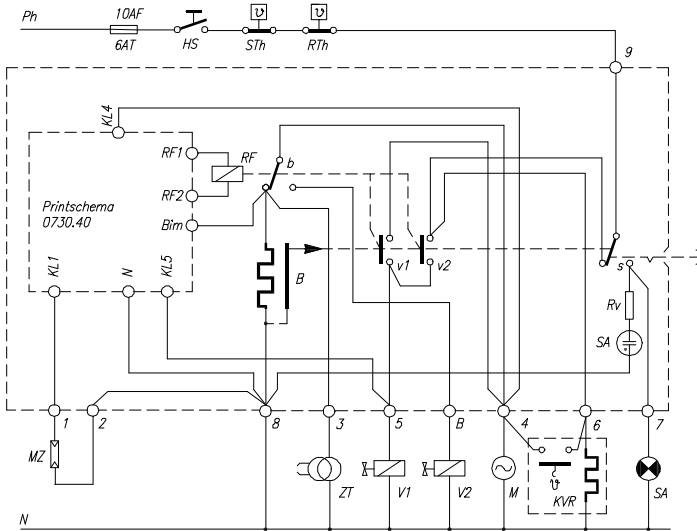 Ph
10AF
6AT
HS
ϑ
STh
ϑ
RTh
9
KL4
RF1
RF
b
RF2
Printschema
0730.40
Bim
KL1
N
KL5
B
v1
v2
s
Rv
SA
1
2
8
3
5
B
4
6
7
MZ
ZT
V1
V2
M
ϑ
KVR
SA
N